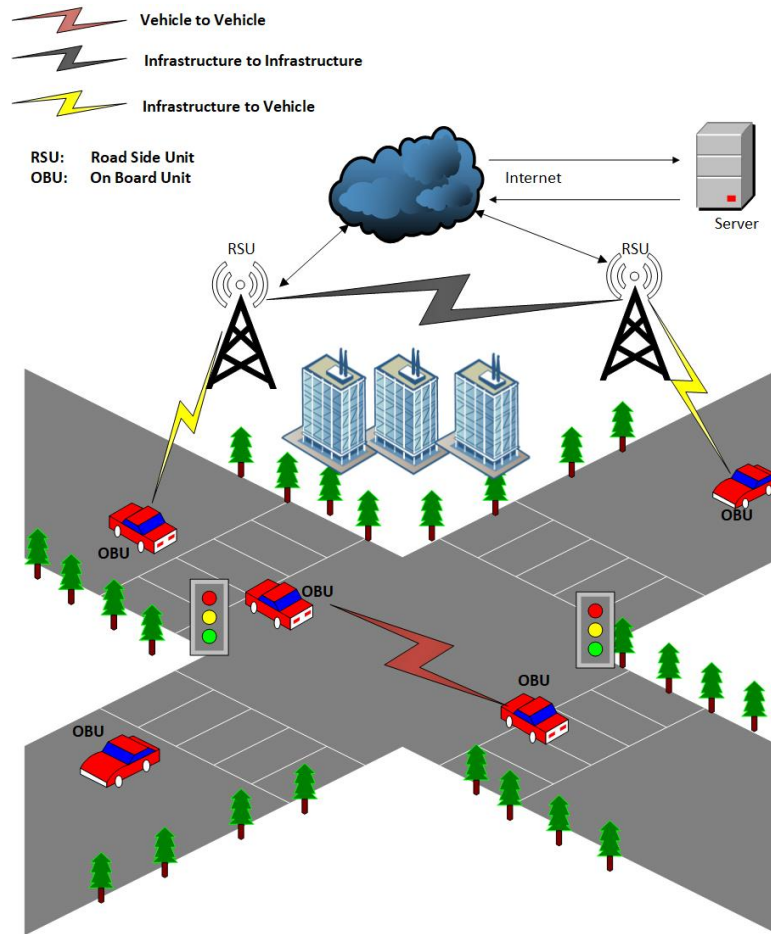 Vehicle to Vehicle
Infrastructure to Infrastructure
Infrastructure to Vehicle
RSU: Road Side Unit
OBU: On Board Unit
Internet
Server
RSU
RSU
OBU
OBU
OBU
OBU
OBU